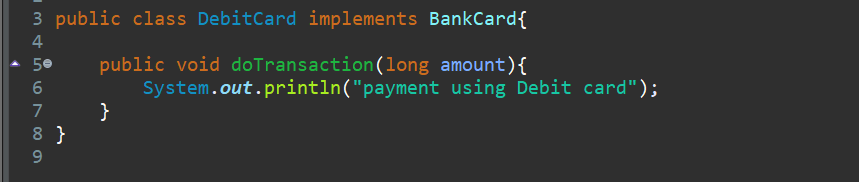 3 public class DebitCard implements BankCard{
4
5 public void doTransaction(long amount){
6 System.out.println("payment using Debit card");
7 }
8 }
9